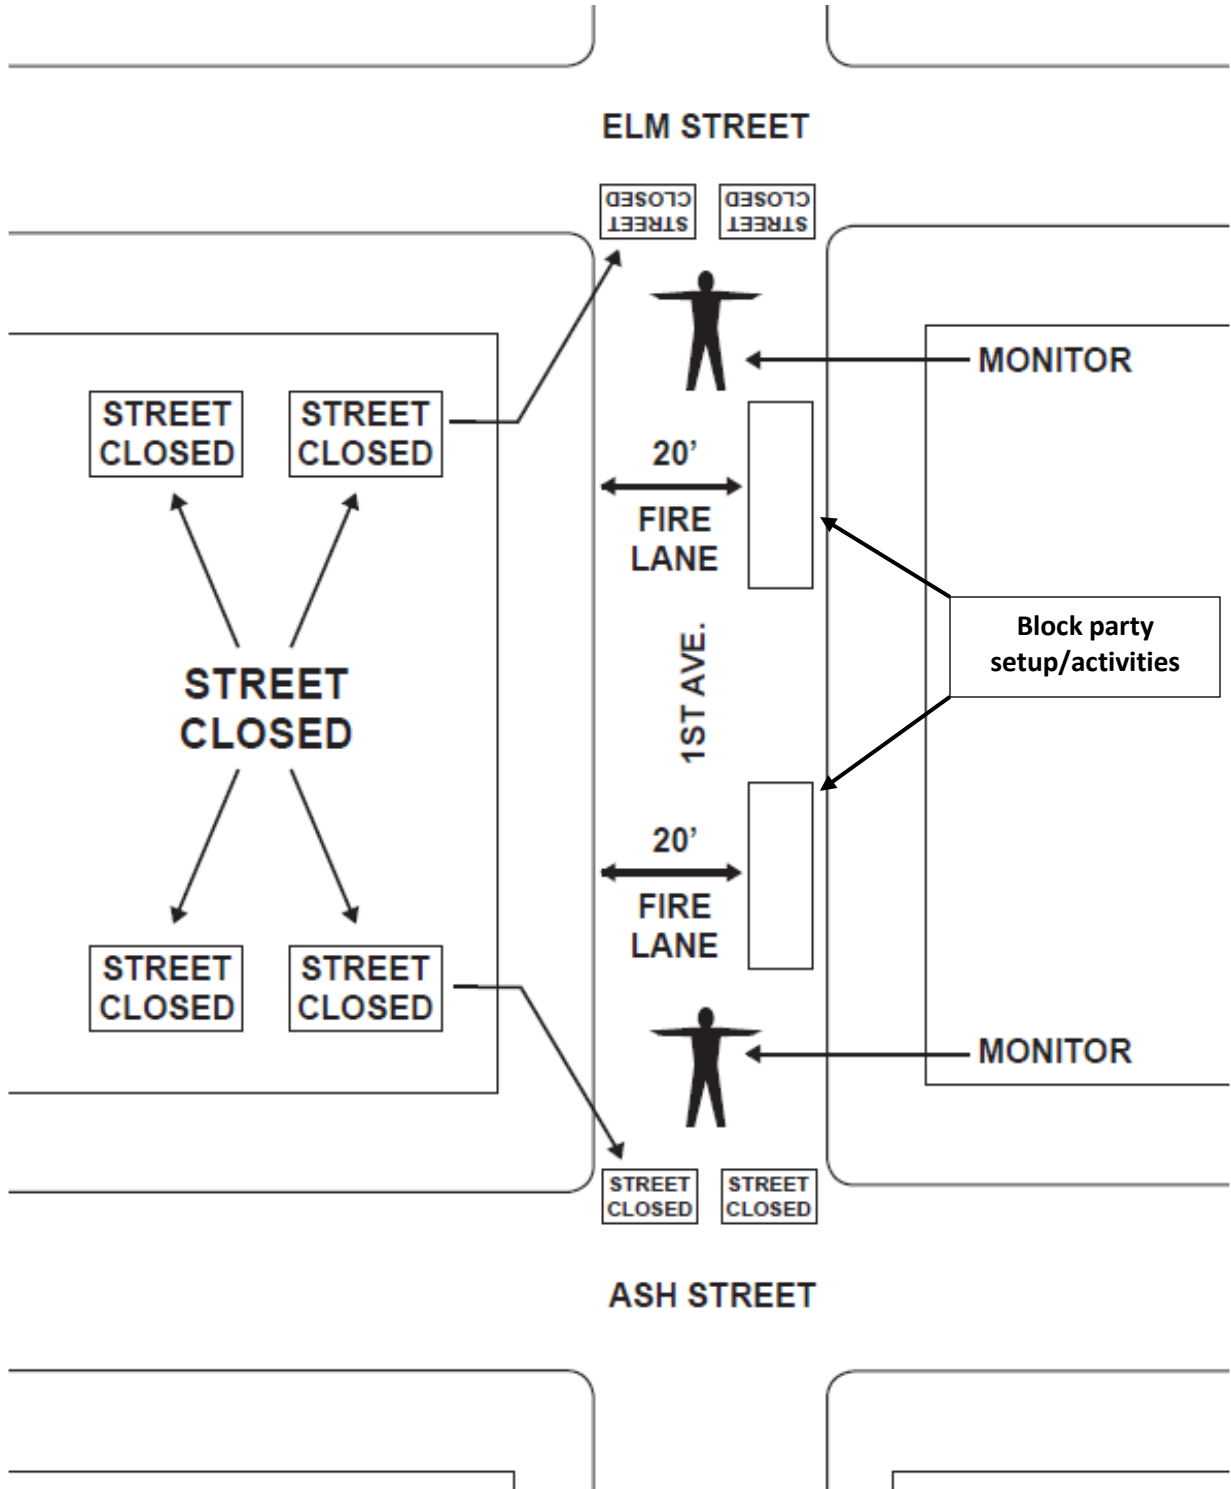 ELM STREET
STREET
CLOSED
STREET
CLOSED
MONITOR
STREET
CLOSED
STREET
CLOSED
20’
FIRE
LANE
Block party
setup/activities
STREET
CLOSED
1ST AVE.
20’
FIRE
LANE
STREET
CLOSED
STREET
CLOSED
MONITOR
STREET
CLOSED
STREET
CLOSED
ASH STREET